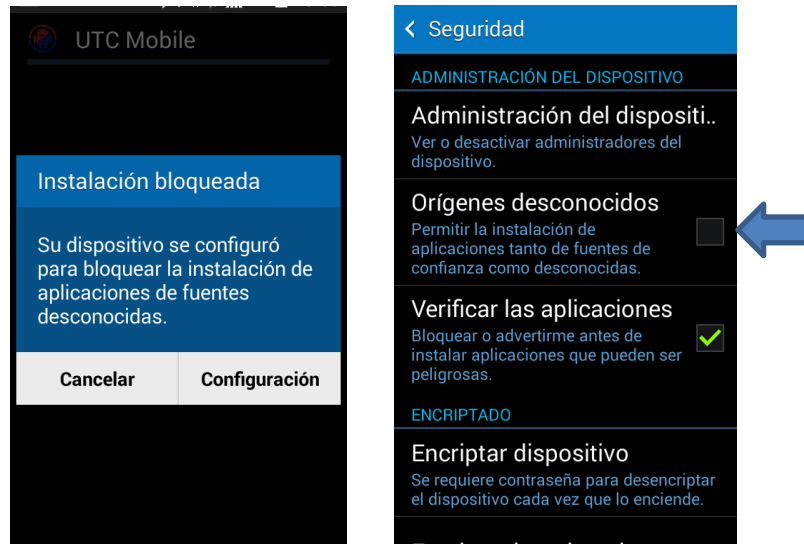 UTC Mobile
Instalación bloqueada
Su dispositivo se configuró
para bloquear la instalación de
aplicaciones de fuentes
desconocidas.
Cancelar
Configuración
Seguridad
ADMINISTRACIÓN DEL DISPOSITIVO
Administración del dispositi..
Ver o desactivar administradores del
dispositivo.
Orígenes desconocidos
Permitir la instalación de
aplicaciones tanto de fuentes de
confianza como desconocidas.
Verificar las aplicaciones
Bloquear o advertirme antes de
instalar aplicaciones que pueden ser
peligrosas.
ENCRIPTADO
Encriptar dispositivo
Se requiere contraseña para desencriptar
el dispositivo cada vez que lo enciende.